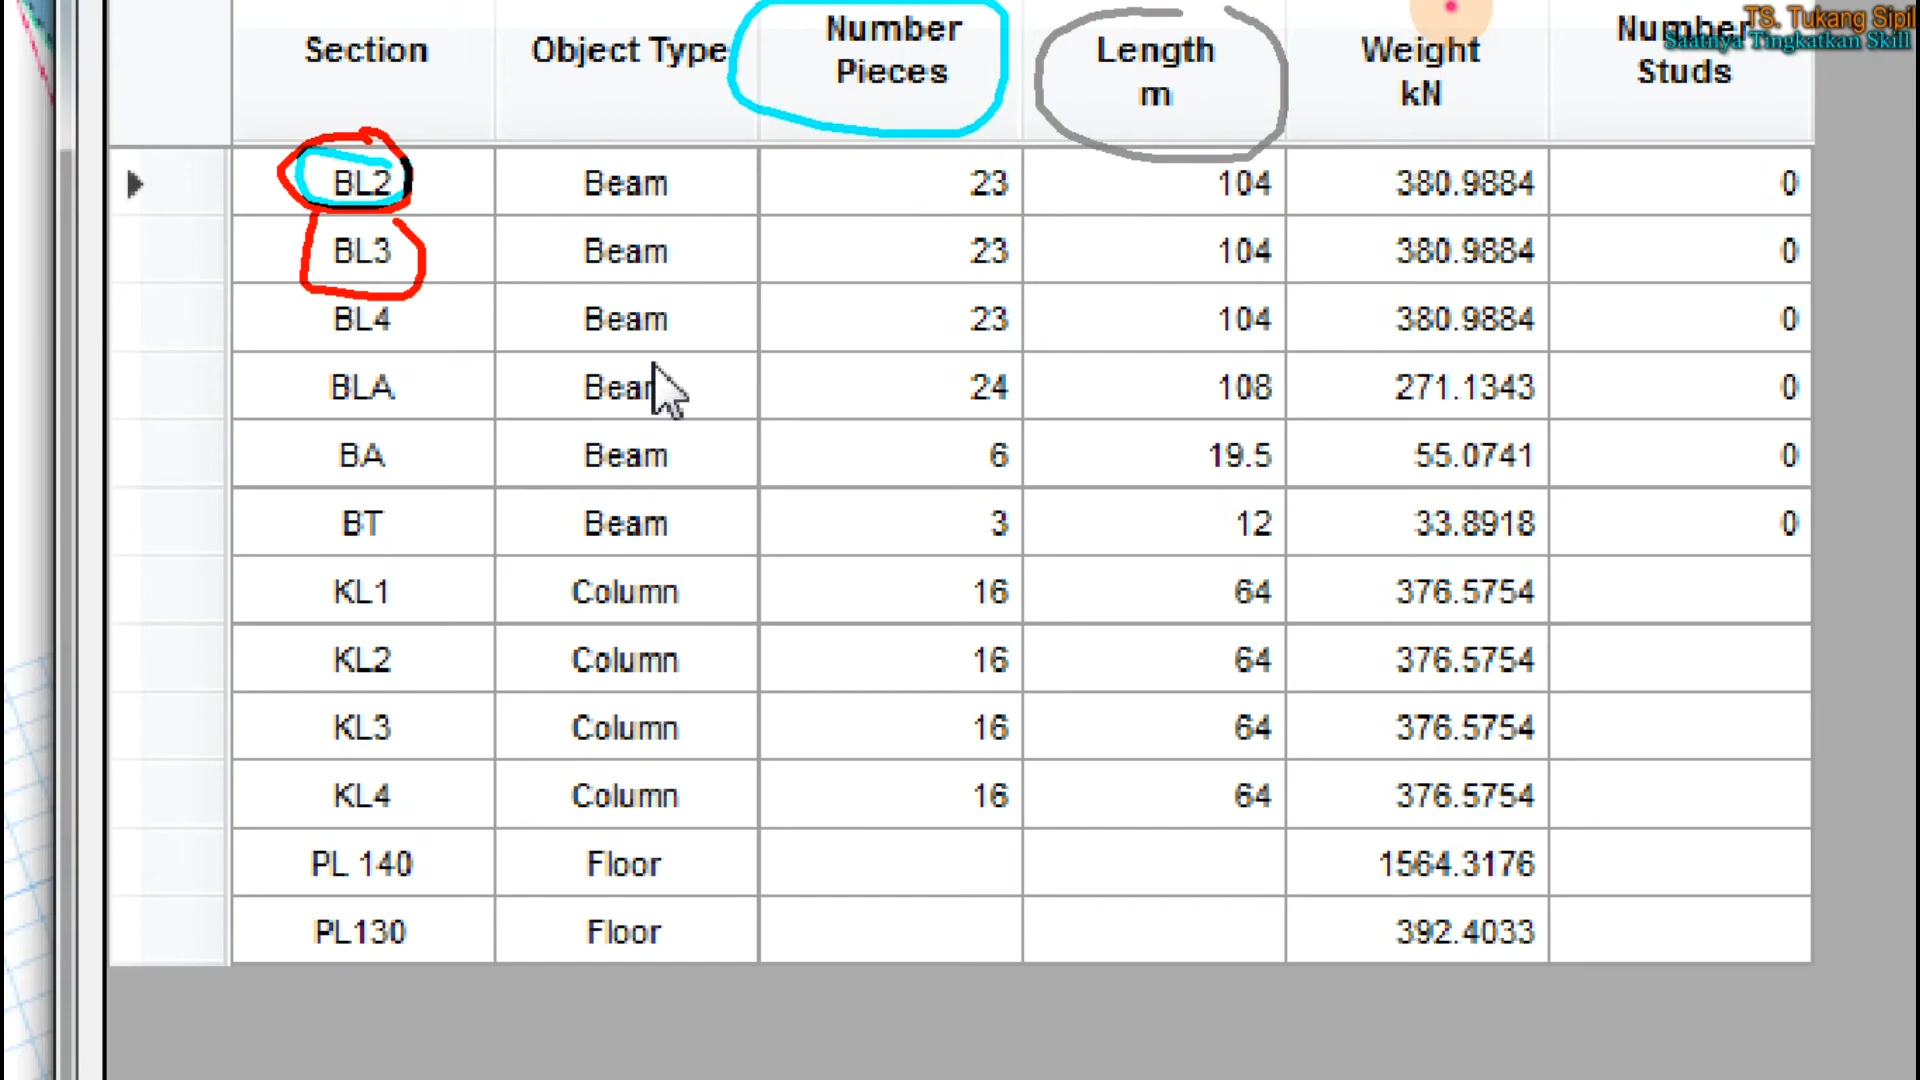 TS. Tukang Sipil
Saatnya Tingkatkan Skill
Section Object Type Number Pieces Length m Weight kN Number Studs
BL2 Beam 23 104 380.9884 0
BL3 Beam 23 104 380.9884 0
BL4 Beam 23 104 380.9884 0
BLA Beam 24 108 271.1343 0
BA Beam 6 19.5 55.0741 0
BT Beam 3 12 33.8918 0
KL1 Column 16 64 376.5754
KL2 Column 16 64 376.5754
KL3 Column 16 64 376.5754
KL4 Column 16 64 376.5754
PL 140 Floor 1564.3176
PL130 Floor 392.4033